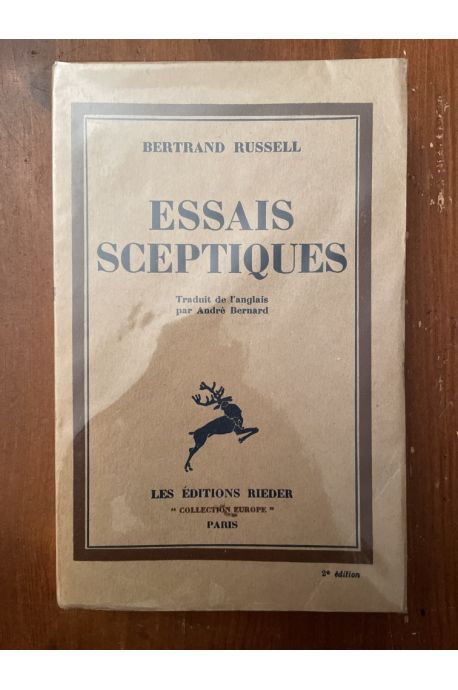 BERTRAND RUSSELL
ESSAIS
SCEPTIQUES
Traduit de l'anglais
par André Bernard
LES ÉDITIONS RIEDER
" COLLECTION EUROPE "
PARIS
2e édition